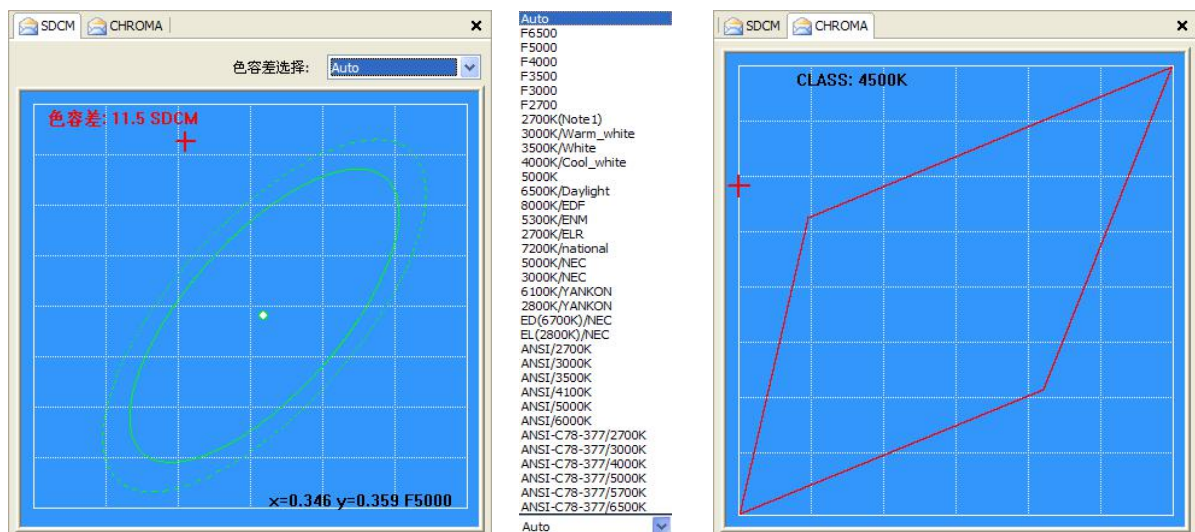 SDCM CHROMA
色容差选择: Auto
色容差: 11.5 SDCM
x=0.346 y=0.359 F5000
Auto
F6500
F5000
F4000
F3500
F3000
F2700
2700K(Note1)
3000K/Warm_white
3500K/White
4000K/Cool_white
5000K
6500K/Daylight
8000K/EDF
5300K/ENM
2700K/ELR
7200K/national
5000K/NEC
3000K/NEC
6100K/YANKON
2800K/YANKON
ED(6700K)/NEC
EL(2800K)/NEC
ANSI/2700K
ANSI/3000K
ANSI/3500K
ANSI/4100K
ANSI/5000K
ANSI/6000K
ANSI-C78-377/2700K
ANSI-C78-377/3000K
ANSI-C78-377/4000K
ANSI-C78-377/5000K
ANSI-C78-377/5700K
ANSI-C78-377/6500K
Auto
SDCM CHROMA
CLASS: 4500K